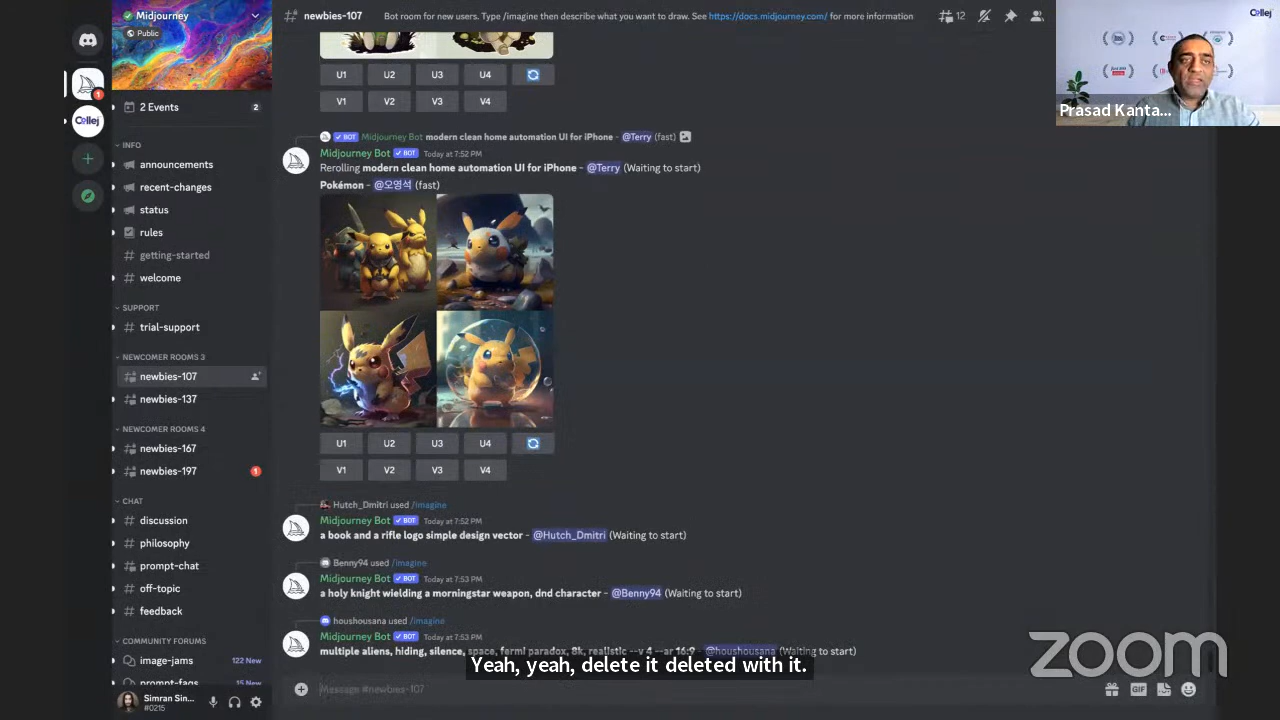 Midjourney
Public
2 Events
2
INFO
announcements
recent-changes
status
rules
getting-started
welcome
SUPPORT
trial-support
NEWCOMER ROOMS 3
newbies-107
newbies-137
NEWCOMER ROOMS 4
newbies-167
newbies-197
1
CHAT
discussion
philosophy
prompt-chat
off-topic
feedback
COMMUNITY FORUMS
image-jams
122 New
prompt-faqs
15 New
Simran Sin...
#0215
1
Collej
newbies-107
Bot room for new users. Type /imagine then describe what you want to draw. See https://docs.midjourney.com/ for more information
12
U1 U2 U3 U4
V1 V2 V3 V4
BOT Midjourney Bot modern clean home automation UI for iPhone - @Terry (fast)
Midjourney Bot BOT Today at 7:52 PM
Rerolling modern clean home automation UI for iPhone - @Terry (Waiting to start)
Pokémon - @오영석 (fast)
U1 U2 U3 U4
V1 V2 V3 V4
Hutch_Dmitri used /imagine
Midjourney Bot BOT Today at 7:52 PM
a book and a rifle logo simple design vector - @Hutch_Dmitri (Waiting to start)
Benny94 used /imagine
Midjourney Bot BOT Today at 7:53 PM
a holy knight wielding a morningstar weapon, dnd character - @Benny94 (Waiting to start)
houshousana used /imagine
Midjourney Bot BOT Today at 7:53 PM
multiple aliens, hiding, silence, space, fermi paradox, 8k, realistic --v 4 --ar 16:9 - @houshousana (Waiting to start)
Yeah, yeah, delete it deleted with it.
Message #newbies-107
GIF
Collej
Prasad Kanta...
zoom